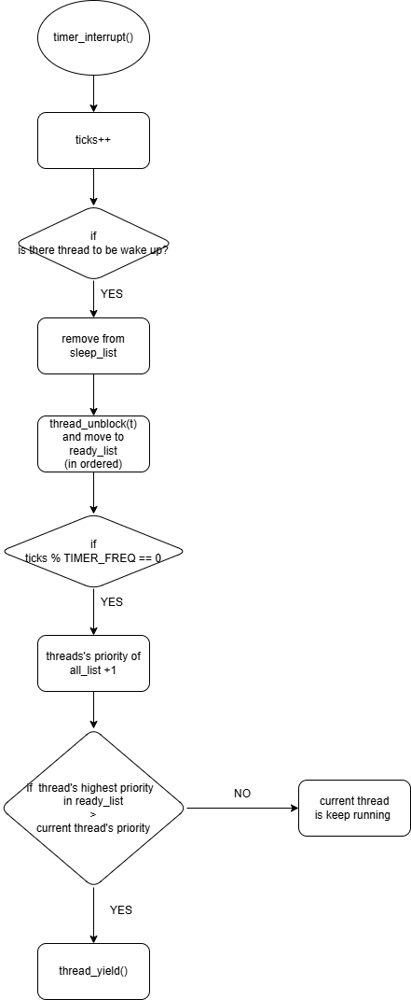 timer_interrupt()
ticks++
if
is there thread to be wake up?
YES
remove from
sleep_list
thread_unblock(t)
and move to
ready_list
(in ordered)
if
ticks % TIMER_FREQ == 0
YES
threads's priority of
all_list +1
if thread's highest priority
in ready_list
>
current thread's priority
NO
current thread
is keep running
YES
thread_yield()